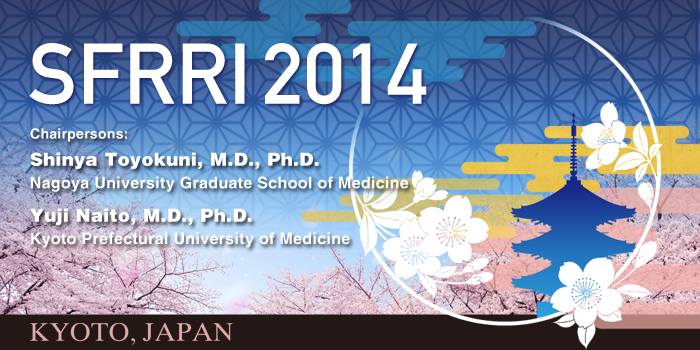 SFRRI 2014
Chairpersons:
Shinya Toyokuni, M.D., Ph.D.
Nagoya University Graduate School of Medicine
Yuji Naito, M.D., Ph.D.
Kyoto Prefectural University of Medicine
KYOTO, JAPAN